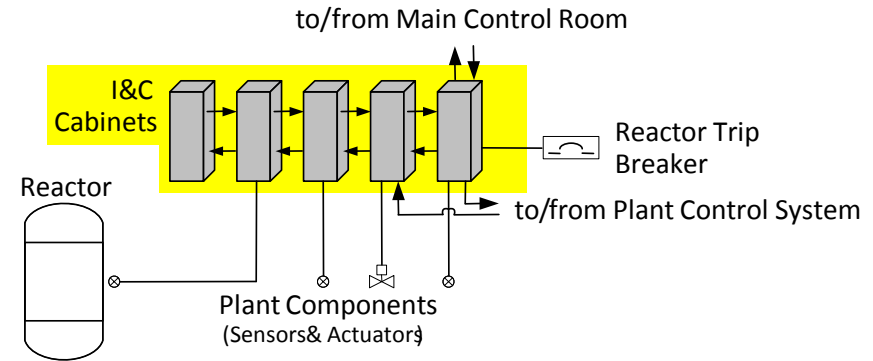 to/from Main Control Room
I&C
Cabinets
Reactor Trip
Breaker
Reactor
to/from Plant Control System
Plant Components
(Sensors& Actuators)